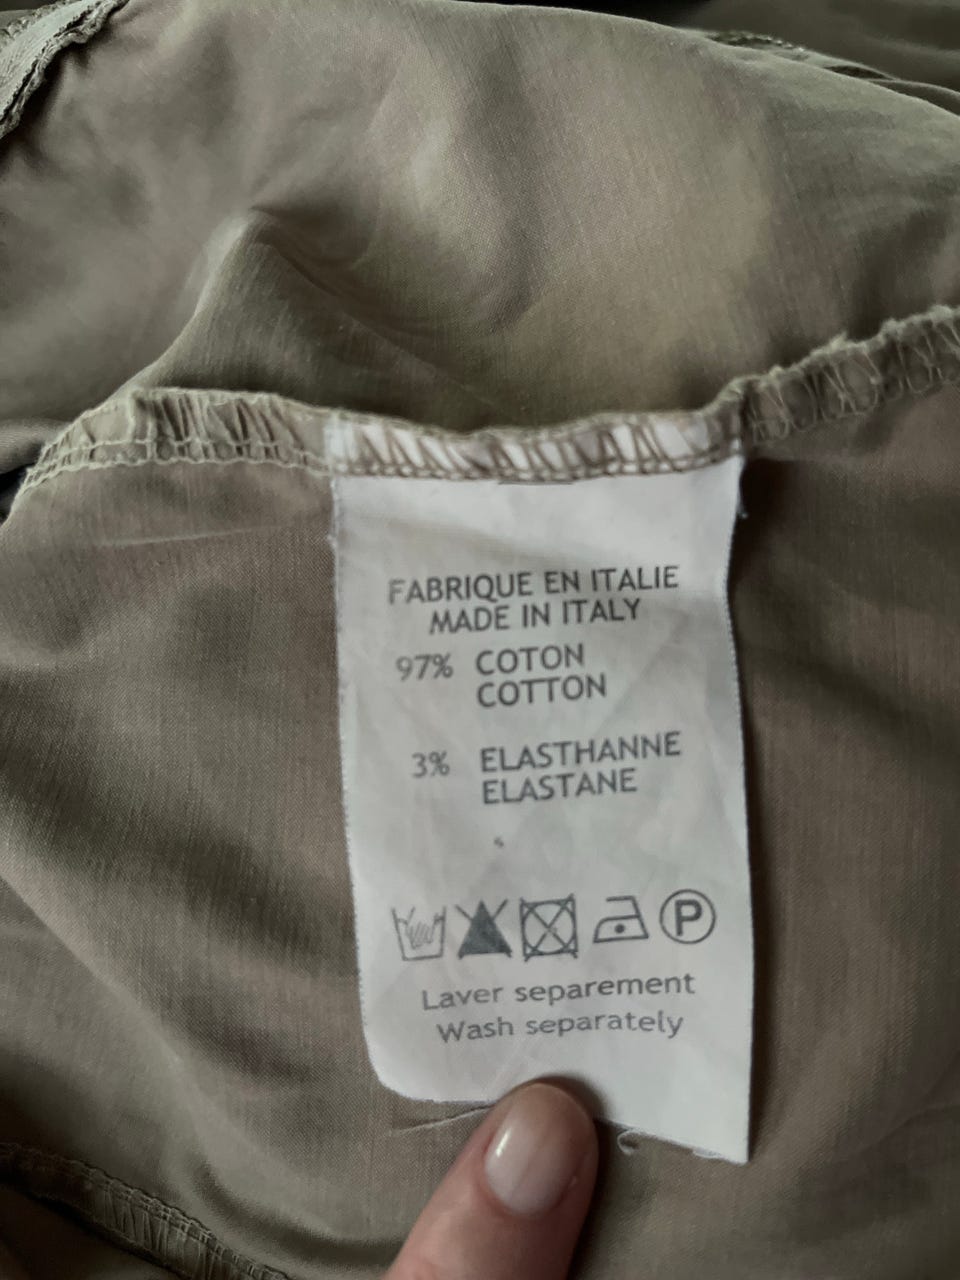 FABRIQUE EN ITALIE
MADE IN ITALY
97% COTON
COTTON
3% ELASTHANNE
ELASTANE
P
Laver separement
Wash separately